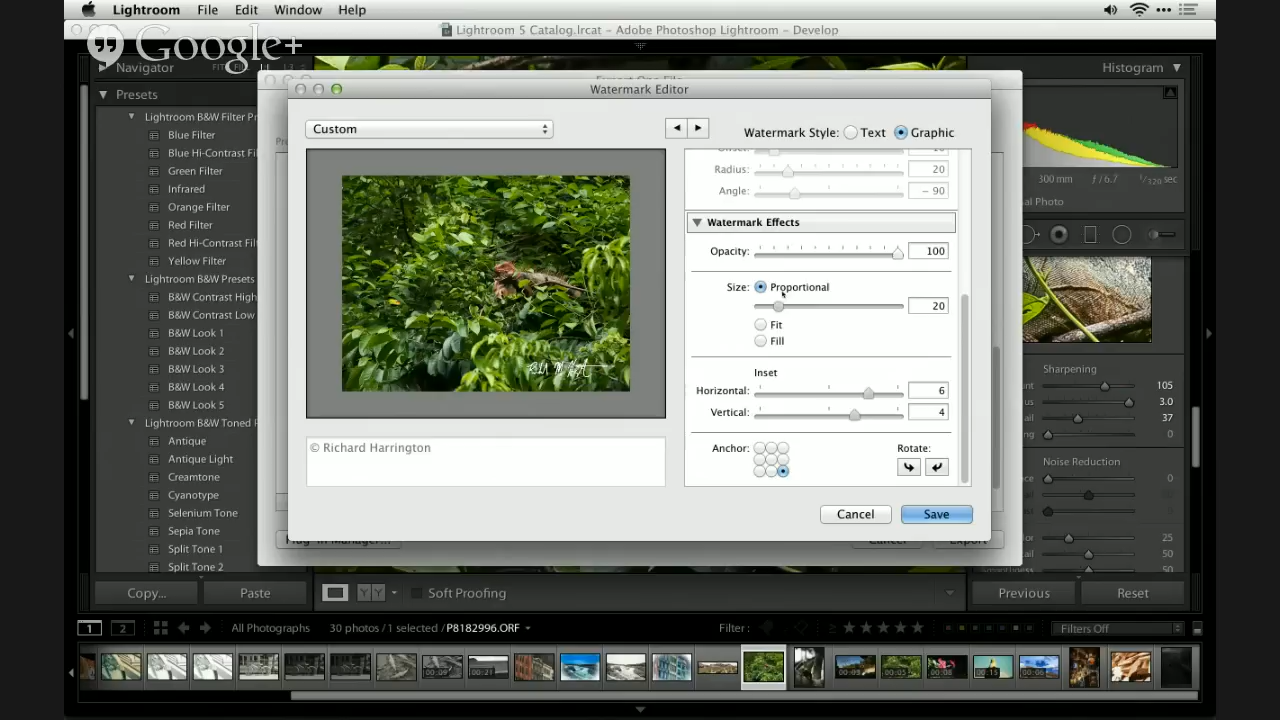 Lightroom File Edit Window Help
Lightroom 5 Catalog.lrcat – Adobe Photoshop Lightroom – Develop
Google+
Navigator
Histogram
Watermark Editor
Presets
Lightroom B&W Filter Pr
Custom
Watermark Style: Text Graphic
Blue Filter
Blue Hi-Contrast Fil
Green Filter
Infrared
Orange Filter
Red Filter
Red Hi-Contrast Filt
Yellow Filter
Radius: 20
Angle: – 90
300 mm ƒ / 6.7 1/320 sec
al Photo
Watermark Effects
Opacity: 100
Size: Proportional
20
Fit
Fill
Inset
Horizontal: 6
Vertical: 4
Anchor:
Rotate:
Lightroom B&W Presets
B&W Contrast High
B&W Contrast Low
B&W Look 1
B&W Look 2
B&W Look 3
B&W Look 4
B&W Look 5
Lightroom B&W Toned P
Antique
Antique Light
Creamtone
Cyanotype
Selenium Tone
Sepia Tone
Split Tone 1
Split Tone 2
© Richard Harrington
Cancel Save
Sharpening
105
3.0
37
0
Noise Reduction
0
0
25
50
50
Copy... Paste
Y Y
Soft Proofing
Previous Reset
1 2
All Photographs 30 photos / 1 selected / P8182996.ORF
Filter :
Filters Off